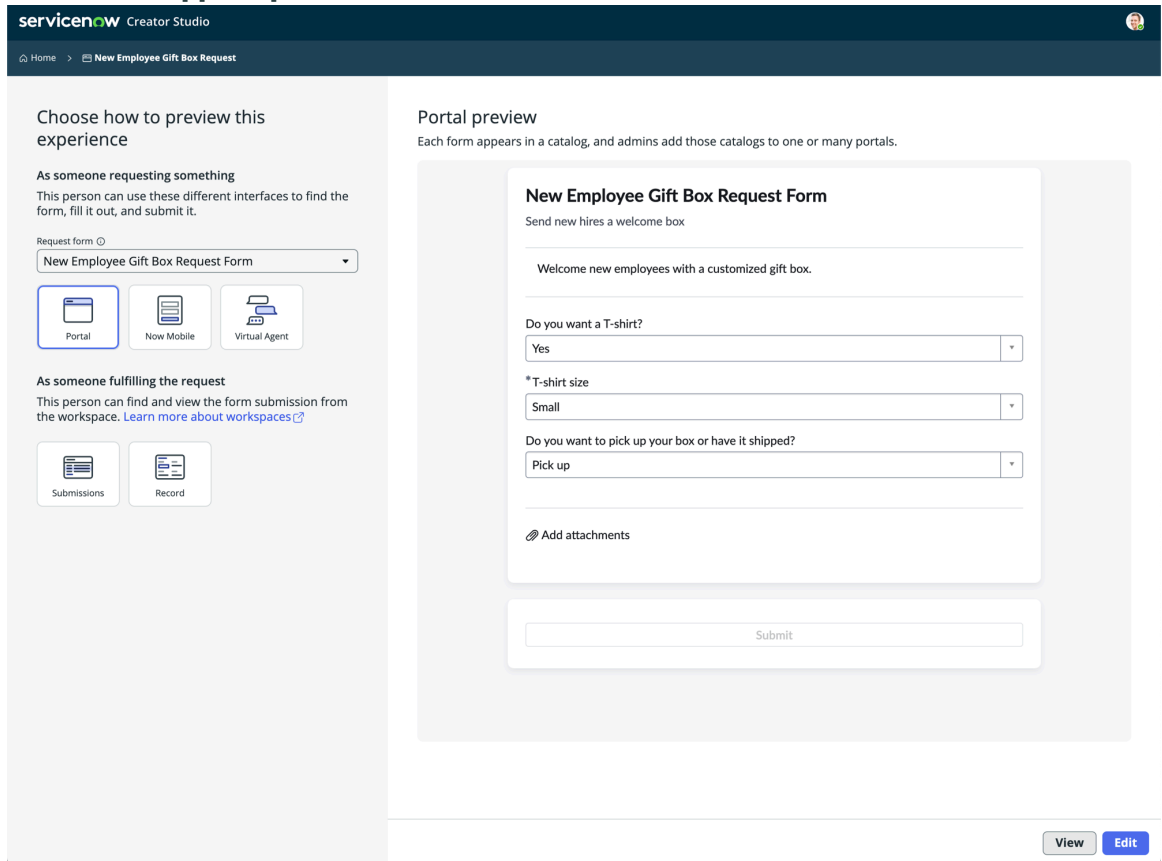 servicenow Creator Studio
Home > New Employee Gift Box Request
Choose how to preview this
experience
As someone requesting something
This person can use these different interfaces to find the
form, fill it out, and submit it.
Request form
New Employee Gift Box Request Form
Portal
Now Mobile
Virtual Agent
As someone fulfilling the request
This person can find and view the form submission from
the workspace. Learn more about workspaces
Submissions
Record
Portal preview
Each form appears in a catalog, and admins add those catalogs to one or many portals.
New Employee Gift Box Request Form
Send new hires a welcome box
Welcome new employees with a customized gift box.
Do you want a T-shirt?
Yes
*T-shirt size
Small
Do you want to pick up your box or have it shipped?
Pick up
Add attachments
Submit
View
Edit